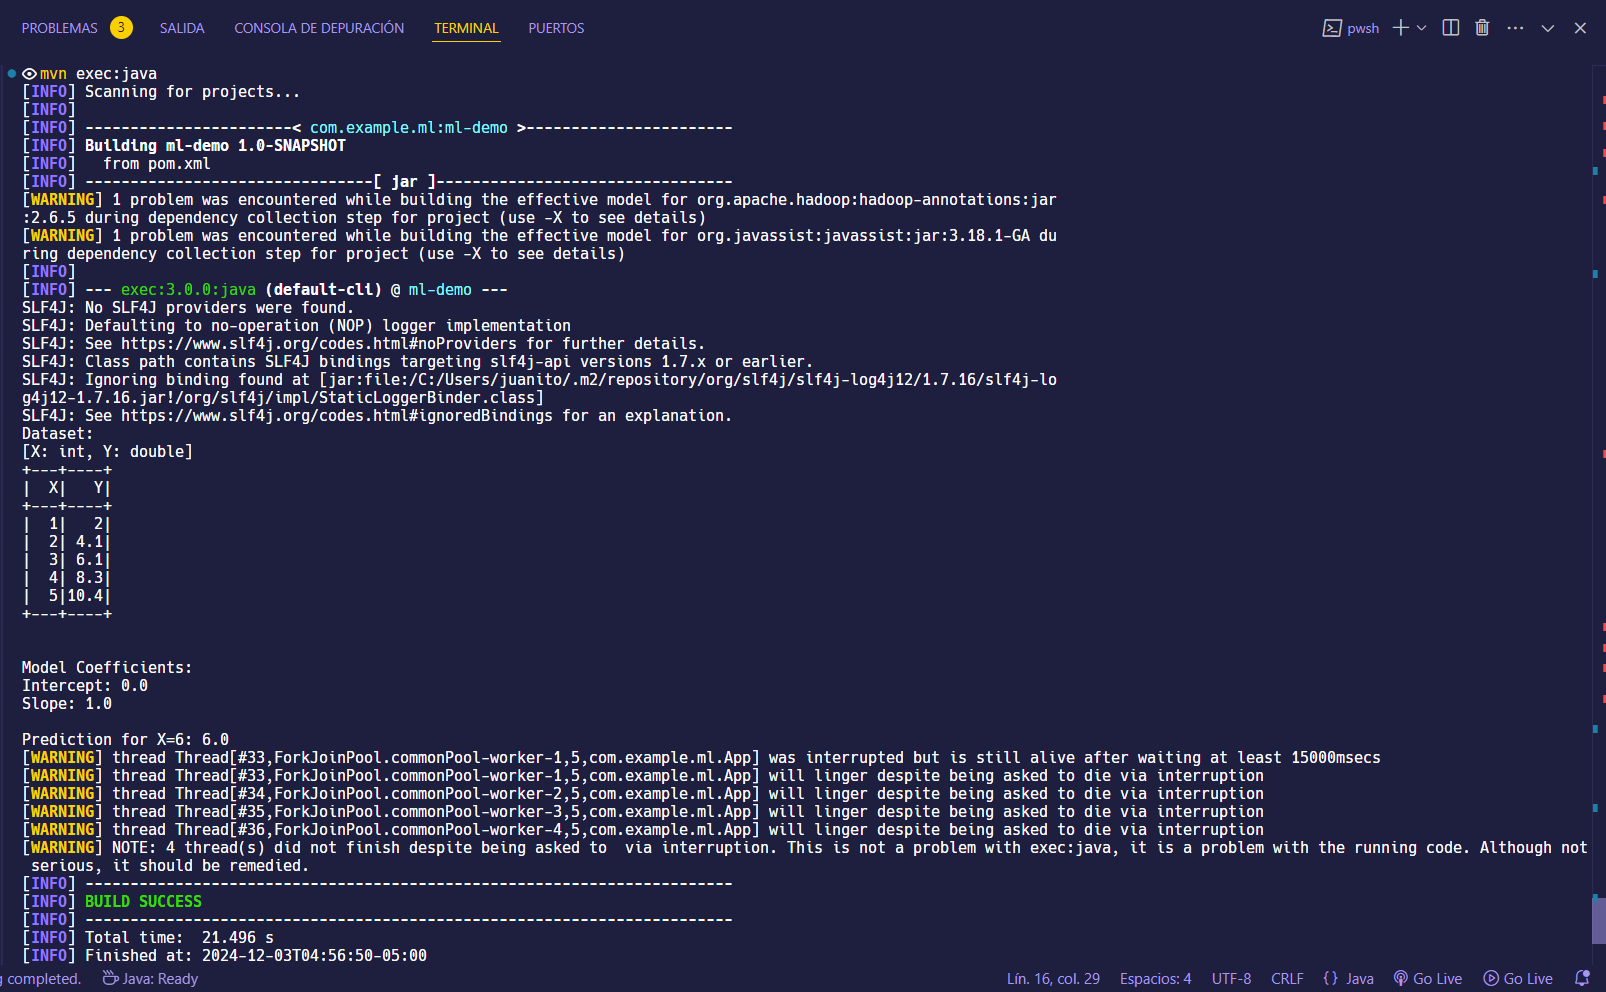 PROBLEMAS 3 SALIDA CONSOLA DE DEPURACIÓN TERMINAL PUERTOS pwsh
mvn exec:java
[INFO] Scanning for projects...
[INFO]
[INFO] -----------------------< com.example.ml:ml-demo >-----------------------
[INFO] Building ml-demo 1.0-SNAPSHOT
[INFO]   from pom.xml
[INFO] --------------------------------[ jar ]---------------------------------
[WARNING] 1 problem was encountered while building the effective model for org.apache.hadoop:hadoop-annotations:jar
:2.6.5 during dependency collection step for project (use -X to see details)
[WARNING] 1 problem was encountered while building the effective model for org.javassist:javassist:jar:3.18.1-GA du
ring dependency collection step for project (use -X to see details)
[INFO]
[INFO] --- exec:3.0.0:java (default-cli) @ ml-demo ---
SLF4J: No SLF4J providers were found.
SLF4J: Defaulting to no-operation (NOP) logger implementation
SLF4J: See https://www.slf4j.org/codes.html#noProviders for further details.
SLF4J: Class path contains SLF4J bindings targeting slf4j-api versions 1.7.x or earlier.
SLF4J: Ignoring binding found at [jar:file:/C:/Users/juanito/.m2/repository/org/slf4j/slf4j-log4j12/1.7.16/slf4j-lo
g4j12-1.7.16.jar!/org/slf4j/impl/StaticLoggerBinder.class]
SLF4J: See https://www.slf4j.org/codes.html#ignoredBindings for an explanation.
Dataset:
[X: int, Y: double]
+---+----+
|  X|   Y|
+---+----+
|  1|   2|
|  2| 4.1|
|  3| 6.1|
|  4| 8.3|
|  5|10.4|
+---+----+
Model Coefficients:
Intercept: 0.0
Slope: 1.0
Prediction for X=6: 6.0
[WARNING] thread Thread[#33,ForkJoinPool.commonPool-worker-1,5,com.example.ml.App] was interrupted but is still alive after waiting at least 15000msecs
[WARNING] thread Thread[#33,ForkJoinPool.commonPool-worker-1,5,com.example.ml.App] will linger despite being asked to die via interruption
[WARNING] thread Thread[#34,ForkJoinPool.commonPool-worker-2,5,com.example.ml.App] will linger despite being asked to die via interruption
[WARNING] thread Thread[#35,ForkJoinPool.commonPool-worker-3,5,com.example.ml.App] will linger despite being asked to die via interruption
[WARNING] thread Thread[#36,ForkJoinPool.commonPool-worker-4,5,com.example.ml.App] will linger despite being asked to die via interruption
[WARNING] NOTE: 4 thread(s) did not finish despite being asked to  via interruption. This is not a problem with exec:java, it is a problem with the running code. Although not
serious, it should be remedied.
[INFO] ------------------------------------------------------------------------
[INFO] BUILD SUCCESS
[INFO] ------------------------------------------------------------------------
[INFO] Total time:  21.496 s
[INFO] Finished at: 2024-12-03T04:56:50-05:00
g completed. Java: Ready Lín. 16, col. 29 Espacios: 4 UTF-8 CRLF {} Java Go Live Go Live